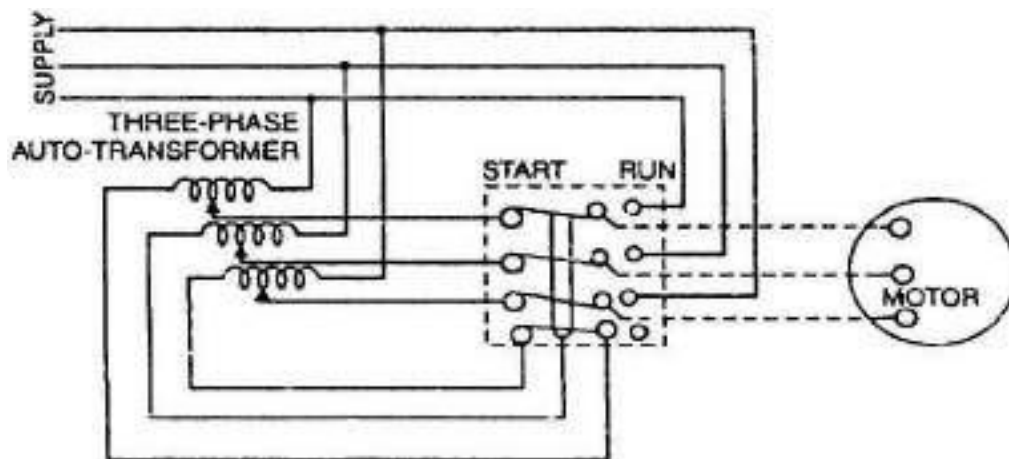 SUPPLY
THREE-PHASE
AUTO-TRANSFORMER
START RUN
MOTOR